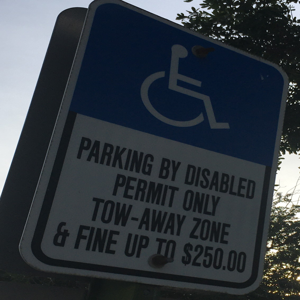 PARKING BY DISABLED
PERMIT ONLY
TOW-AWAY ZONE
& FINE UP TO $250.00